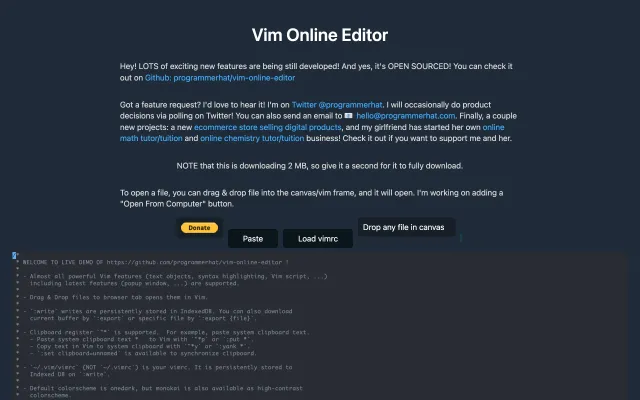 Vim Online Editor
Hey! LOTS of exciting new features are being still developed! And yes, it's OPEN SOURCED! You can check it
out on Github: programmerhat/vim-online-editor
Got a feature request? I'd love to hear it! I'm on Twitter @programmerhat. I will occasionally do product
decisions via polling on Twitter! You can also send an email to 📧 hello@programmerhat.com. Finally, a couple
new projects: a new ecommerce store selling digital products, and my girlfriend has started her own online
math tutor/tuition and online chemistry tutor/tuition business! Check it out if you want to support me and her.
NOTE that this is downloading 2 MB, so give it a second for it to fully download.
To open a file, you can drag & drop file into the canvas/vim frame, and it will open. I'm working on adding a
"Open From Computer" button.
Donate
Paste
Load vimrc
Drop any file in canvas
/*
* WELCOME TO LIVE DEMO OF https://github.com/programmerhat/vim-online-editor !
*
* - Almost all powerful Vim features (text objects, syntax highlighting, Vim script, ...)
*   including latest features (popup window, ...) are supported.
*
* - Drag & Drop files to browser tab opens them in Vim.
*
* - `:write` writes are persistently stored in IndexedDB. You can also download
*   current buffer by `:export` or specific file by `:export {file}`.
*
* - Clipboard register `"*` is supported.  For example, paste system clipboard text.
*   - Paste system clipboard text *   to Vim with `"*p` or `:put *`.
*   - Copy text in Vim to system clipboard with `"*y` or `:yank *`.
*   - `:set clipboard=unnamed` is available to synchronize clipboard.
*
* - `~/.vim/vimrc` (NOT `~/.vimrc`) is your vimrc. It is persistently stored to
*   Indexed DB on `:write`.
*
* - Default colorscheme is onedark, but monokai is also available as high-contrast
*   colorscheme.